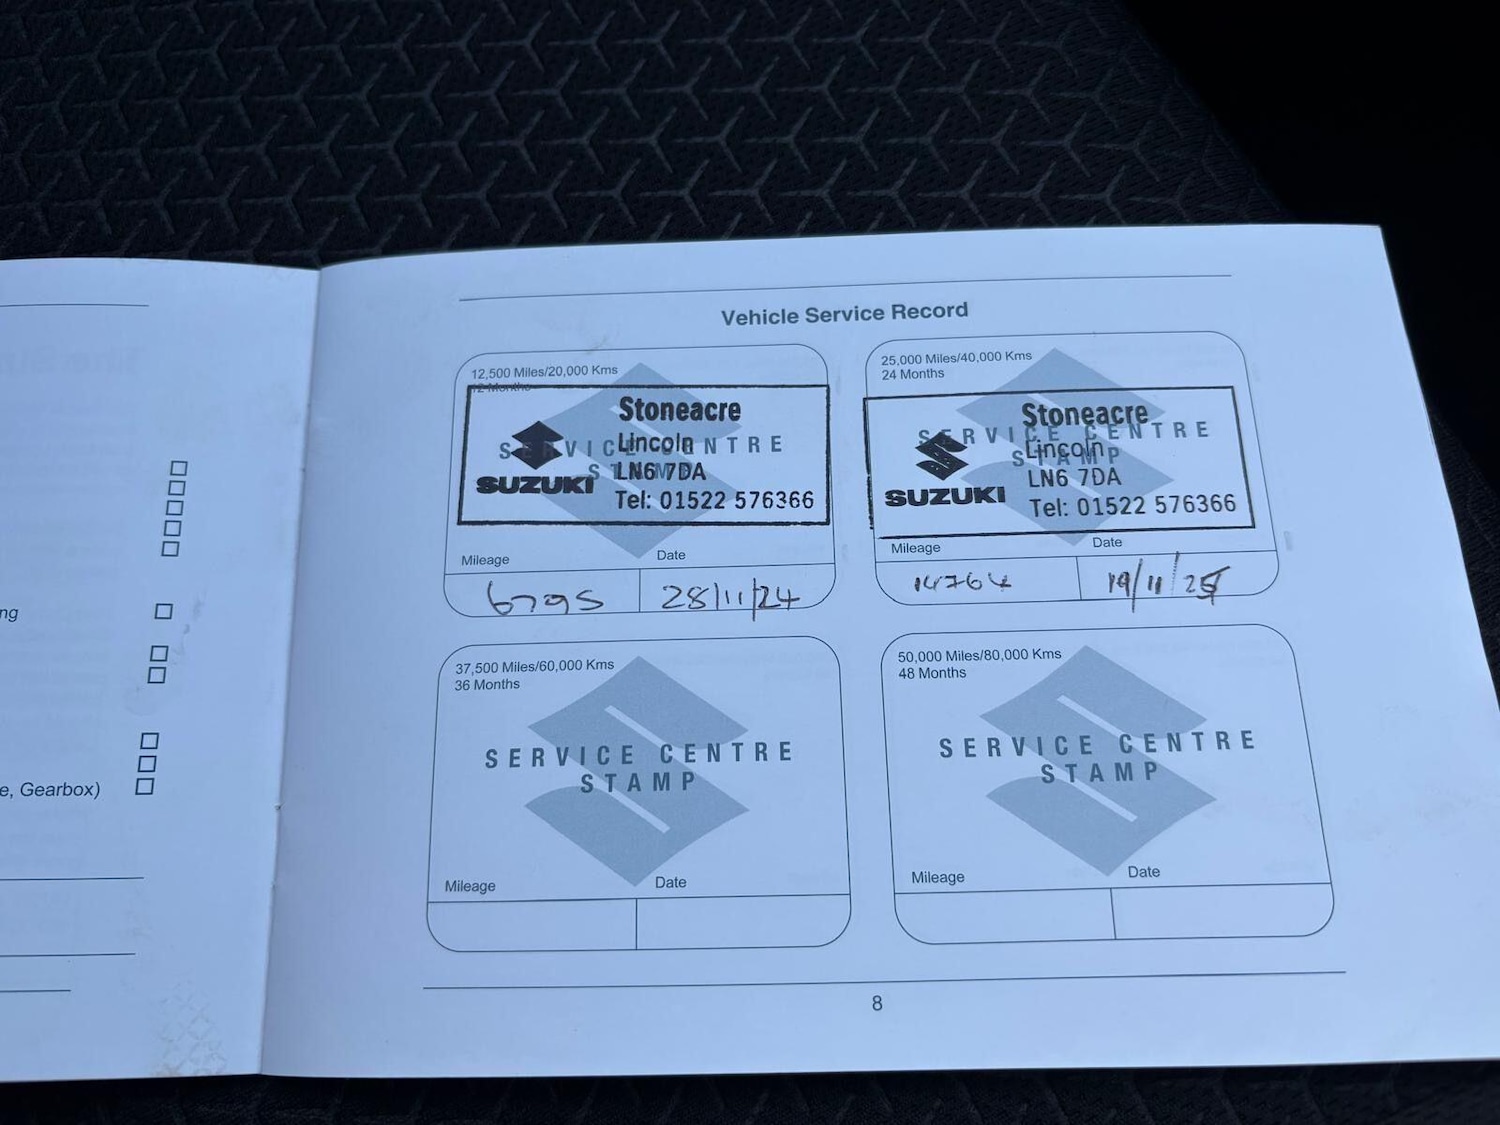 ng
e, Gearbox)
Vehicle Service Record
12,500 Miles/20,000 Kms
12 Months
SERVICE CENTRE
STAMP
Stoneacre
Lincoln
LN6 7DA
Tel: 01522 576366
SUZUKI
Mileage Date
6795 28/11/24
25,000 Miles/40,000 Kms
24 Months
SERVICE CENTRE
STAMP
Stoneacre
Lincoln
LN6 7DA
Tel: 01522 576366
SUZUKI
Mileage Date
14764 19/11/25
37,500 Miles/60,000 Kms
36 Months
SERVICE CENTRE
STAMP
Mileage Date
50,000 Miles/80,000 Kms
48 Months
SERVICE CENTRE
STAMP
Mileage Date
8